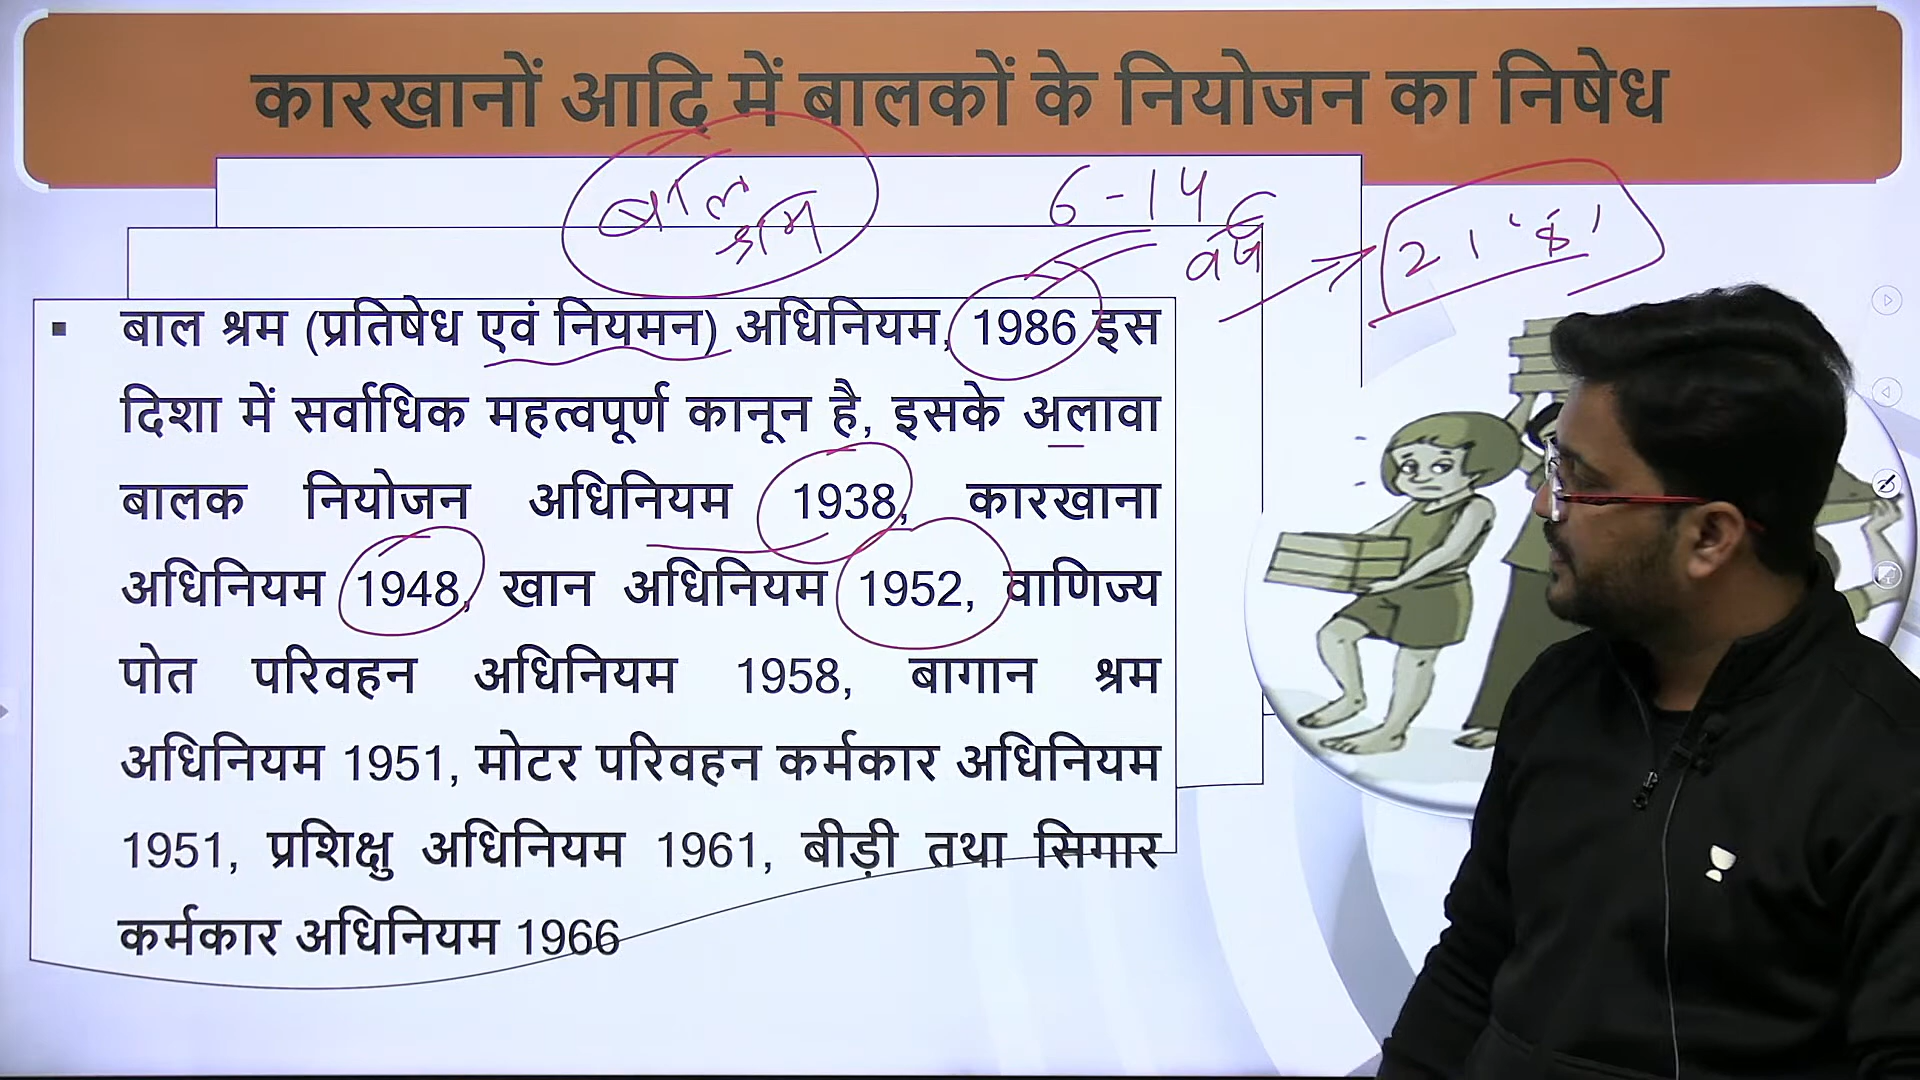 कारखानों आदि में बालकों के नियोजन का निषेध
बाल
श्रम
6-14
वर्ष
21 'क'
▪ बाल श्रम (प्रतिषेध एवं नियमन) अधिनियम, 1986 इस
दिशा में सर्वाधिक महत्वपूर्ण कानून है, इसके अलावा
बालक नियोजन अधिनियम 1938, कारखाना
अधिनियम 1948, खान अधिनियम 1952, वाणिज्य
पोत परिवहन अधिनियम 1958, बागान श्रम
अधिनियम 1951, मोटर परिवहन कर्मकार अधिनियम
1951, प्रशिक्षु अधिनियम 1961, बीड़ी तथा सिगार
कर्मकार अधिनियम 1966